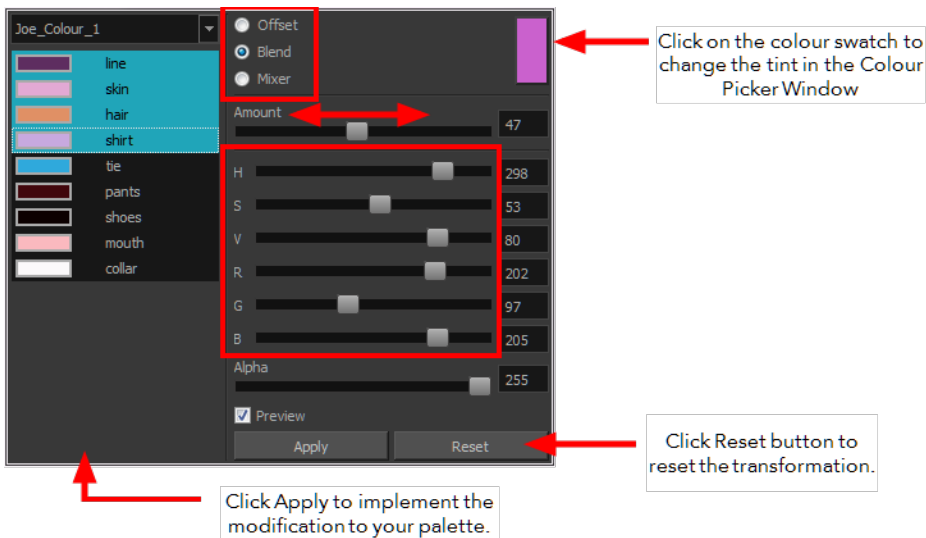 Joe_Colour_1
line
skin
hair
shirt
tie
pants
shoes
mouth
collar
Offset
Blend
Mixer
Amount 47
H 298
S 53
V 80
R 202
G 97
B 205
Alpha 255
Preview
Apply Reset
Click on the colour swatch to
change the tint in the Colour
Picker Window
Click Reset button to
reset the transformation.
Click Apply to implement the
modification to your palette.